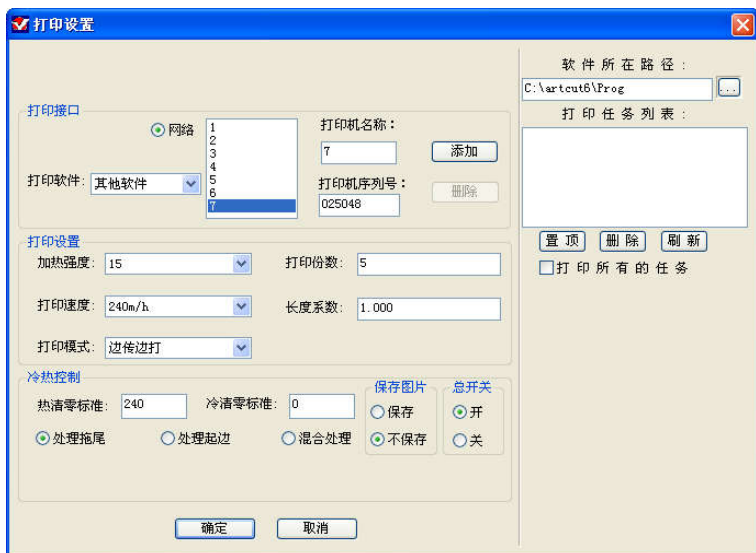 打印设置
打印接口
网络
1
2
3
4
5
6
7
打印机名称：
7
添加
打印软件: 其他软件
打印机序列号：
025048
删除
打印设置
加热强度: 15
打印份数: 5
打印速度: 240m/h
长度系数: 1.000
打印模式: 边传边打
冷热控制
热清零标准: 240
冷清零标准: 0
处理拖尾
处理起边
混合处理
保存图片
保存
不保存
总开关
开
关
确定
取消
软件所在路径:
C:\artcut6\Prog
...
打印任务列表:
置顶
删除
刷新
打印所有的任务